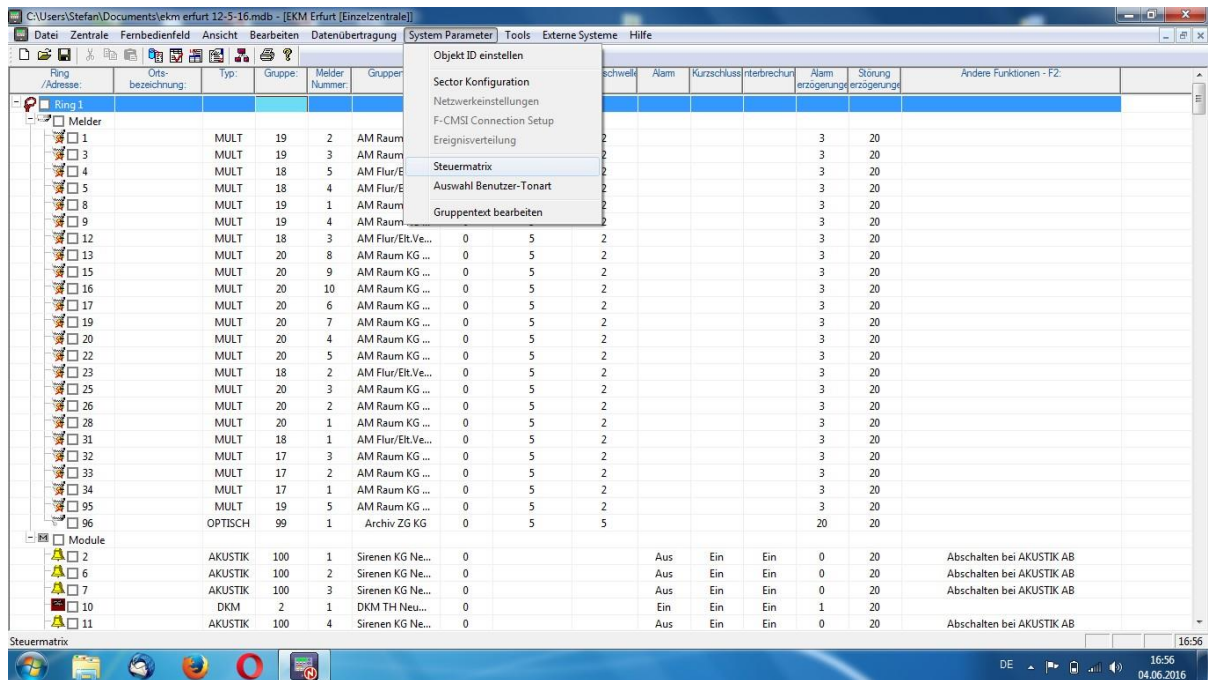 C:\Users\Stefan\Documents\ekm erfurt 12-5-16.mdb - [EKM Erfurt [Einzelzentrale]]
Datei Zentrale Fernbedienfeld Ansicht Bearbeiten Datenübertragung System Parameter Tools Externe Systeme Hilfe
Objekt ID einstellen
Sector Konfiguration
Netzwerkeinstellungen
F-CMSI Connection Setup
Ereignisverteilung
Steuermatrix
Auswahl Benutzer-Tonart
Gruppentext bearbeiten
Ring /Adresse: Orts-bezeichnung: Typ: Gruppe: Melder Nummer: Gruppen schwelle Alarm Kurzschluss nterbrechun Alarm erzögerunge Störung erzögerunge Andere Funktionen - F2:
Ring 1
Melder
1 MULT 19 2 AM Raum 2 3 20
3 MULT 19 3 AM Raum 2 3 20
4 MULT 18 5 AM Flur/E 2 3 20
5 MULT 18 4 AM Flur/E 2 3 20
8 MULT 19 1 AM Raum 2 3 20
9 MULT 19 4 AM Raum 3 20
12 MULT 18 3 AM Flur/Elt.Ve... 0 5 2 3 20
13 MULT 20 8 AM Raum KG ... 0 5 2 3 20
15 MULT 20 9 AM Raum KG ... 0 5 2 3 20
16 MULT 20 10 AM Raum KG ... 0 5 2 3 20
17 MULT 20 6 AM Raum KG ... 0 5 2 3 20
19 MULT 20 7 AM Raum KG ... 0 5 2 3 20
20 MULT 20 4 AM Raum KG ... 0 5 2 3 20
22 MULT 20 5 AM Raum KG ... 0 5 2 3 20
23 MULT 18 2 AM Flur/Elt.Ve... 0 5 2 3 20
25 MULT 20 3 AM Raum KG ... 0 5 2 3 20
26 MULT 20 2 AM Raum KG ... 0 5 2 3 20
28 MULT 20 1 AM Raum KG ... 0 5 2 3 20
31 MULT 18 1 AM Flur/Elt.Ve... 0 5 2 3 20
32 MULT 17 3 AM Raum KG ... 0 5 2 3 20
33 MULT 17 2 AM Raum KG ... 0 5 2 3 20
34 MULT 17 1 AM Raum KG ... 0 5 2 3 20
95 MULT 19 5 AM Raum KG ... 0 5 2 3 20
96 OPTISCH 99 1 Archiv ZG KG 0 5 5 20 20
Module
2 AKUSTIK 100 1 Sirenen KG Ne... 0 Aus Ein Ein 0 20 Abschalten bei AKUSTIK AB
6 AKUSTIK 100 2 Sirenen KG Ne... 0 Aus Ein Ein 0 20 Abschalten bei AKUSTIK AB
7 AKUSTIK 100 3 Sirenen KG Ne... 0 Aus Ein Ein 0 20 Abschalten bei AKUSTIK AB
10 DKM 2 1 DKM TH Neu... 0 Ein Ein Ein 1 20
11 AKUSTIK 100 4 Sirenen KG Ne... 0 Aus Ein Ein 0 20 Abschalten bei AKUSTIK AB
Steuermatrix 16:56
DE 16:56
04.06.2016